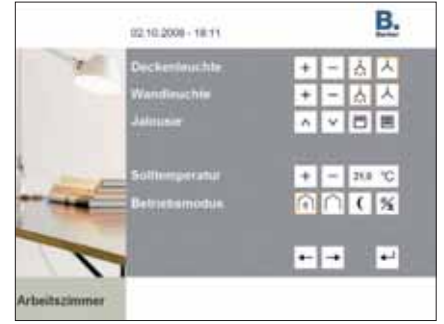 02.10.2008 - 18:11
B.
Berker
Deckenleuchte
+ -
Wandleuchte
+ -
Jalousie
Solltemperatur
+ - 21,0 °C
Betriebsmodus
Arbeitszimmer